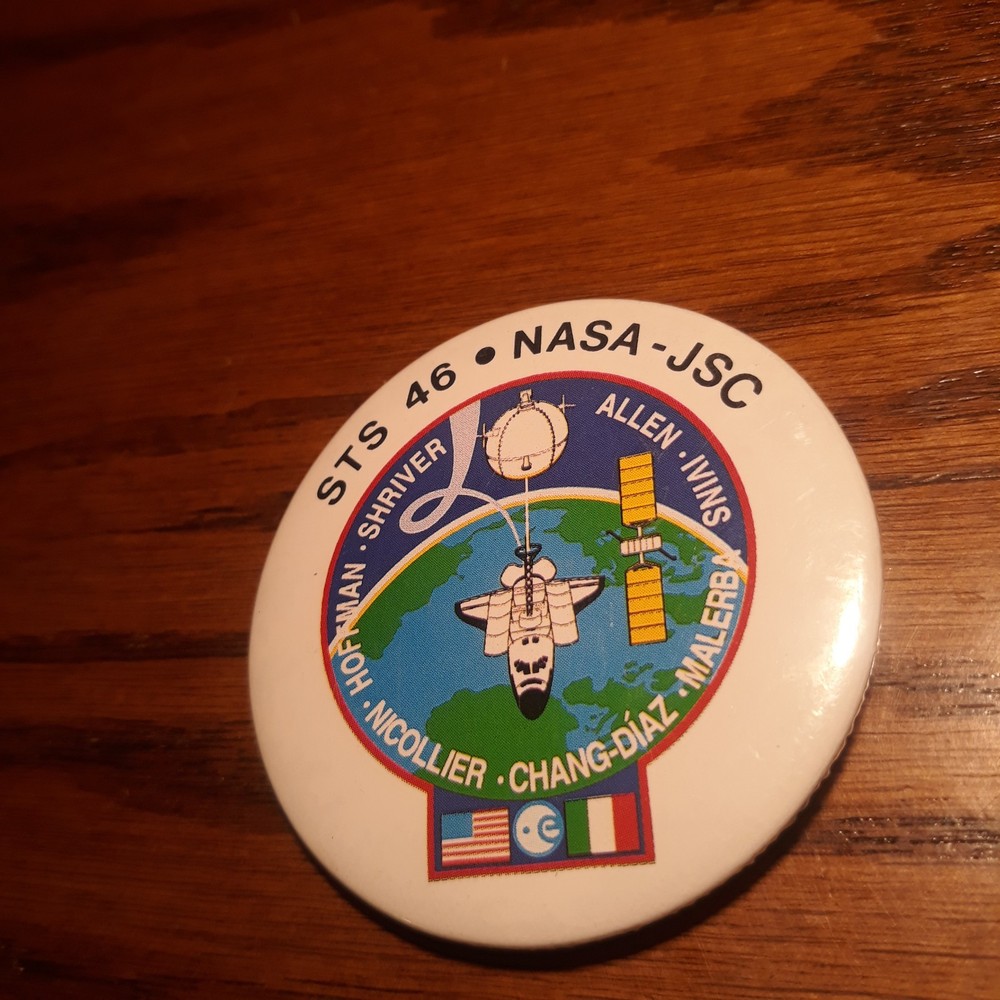 STS 46 • NASA-JSC
HOFFMAN · SHRIVER
ALLEN · IVINS
NICOLLIER · CHANG-DÍAZ · MALERBA